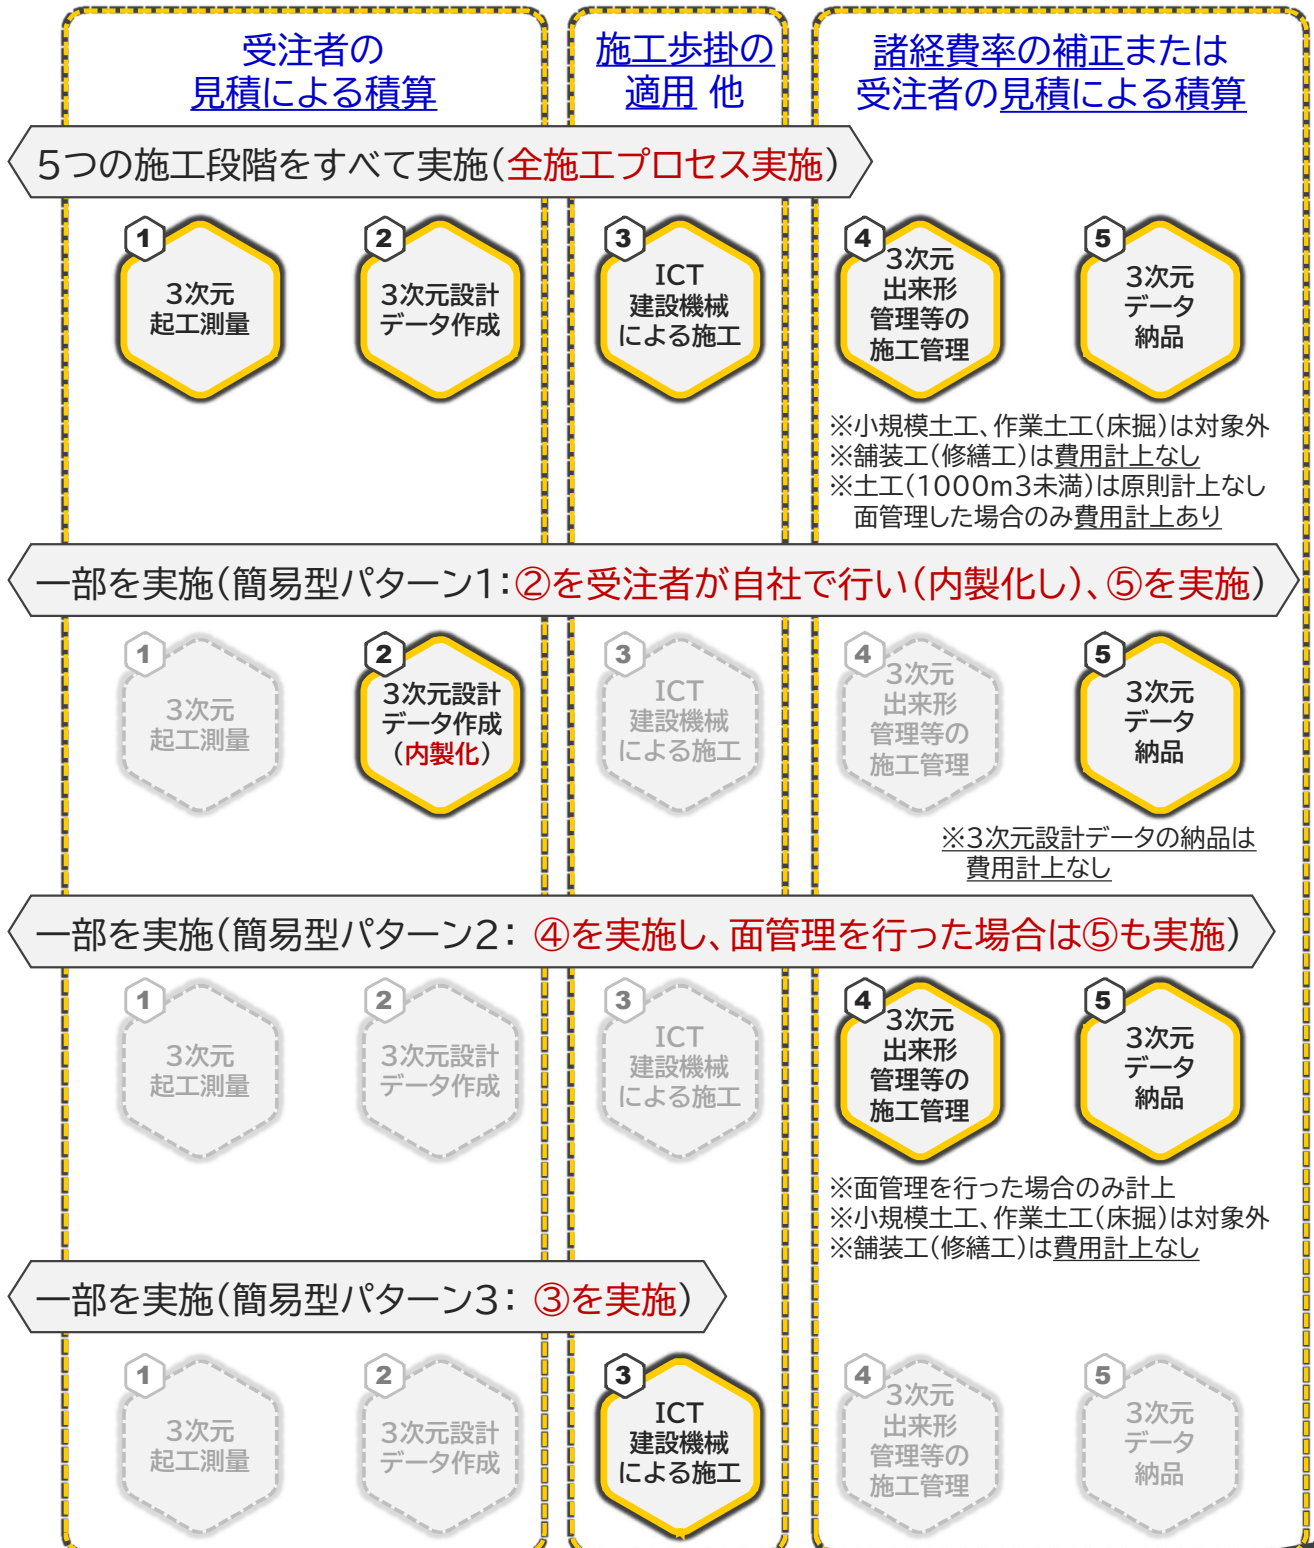 受注者の
見積による積算
施工歩掛の
適用 他
諸経費率の補正または
受注者の見積による積算
5つの施工段階をすべて実施(全施工プロセス実施)
1
3次元
起工測量
2
3次元設計
データ作成
3
ICT
建設機械
による施工
4
3次元
出来形
管理等の
施工管理
5
3次元
データ
納品
※小規模土工、作業土工(床掘)は対象外
※舗装工(修繕工)は費用計上なし
※土工(1000m3未満)は原則計上なし
面管理した場合のみ費用計上あり
一部を実施(簡易型パターン1:②を受注者が自社で行い(内製化し)、⑤を実施)
1
3次元
起工測量
2
3次元設計
データ作成
(内製化)
3
ICT
建設機械
による施工
4
3次元
出来形
管理等の
施工管理
5
3次元
データ
納品
※3次元設計データの納品は
費用計上なし
一部を実施(簡易型パターン2: ④を実施し、面管理を行った場合は⑤も実施)
1
3次元
起工測量
2
3次元設計
データ作成
3
ICT
建設機械
による施工
4
3次元
出来形
管理等の
施工管理
5
3次元
データ
納品
※面管理を行った場合のみ計上
※小規模土工、作業土工(床掘)は対象外
※舗装工(修繕工)は費用計上なし
一部を実施(簡易型パターン3: ③を実施)
1
3次元
起工測量
2
3次元設計
データ作成
3
ICT
建設機械
による施工
4
3次元
出来形
管理等の
施工管理
5
3次元
データ
納品